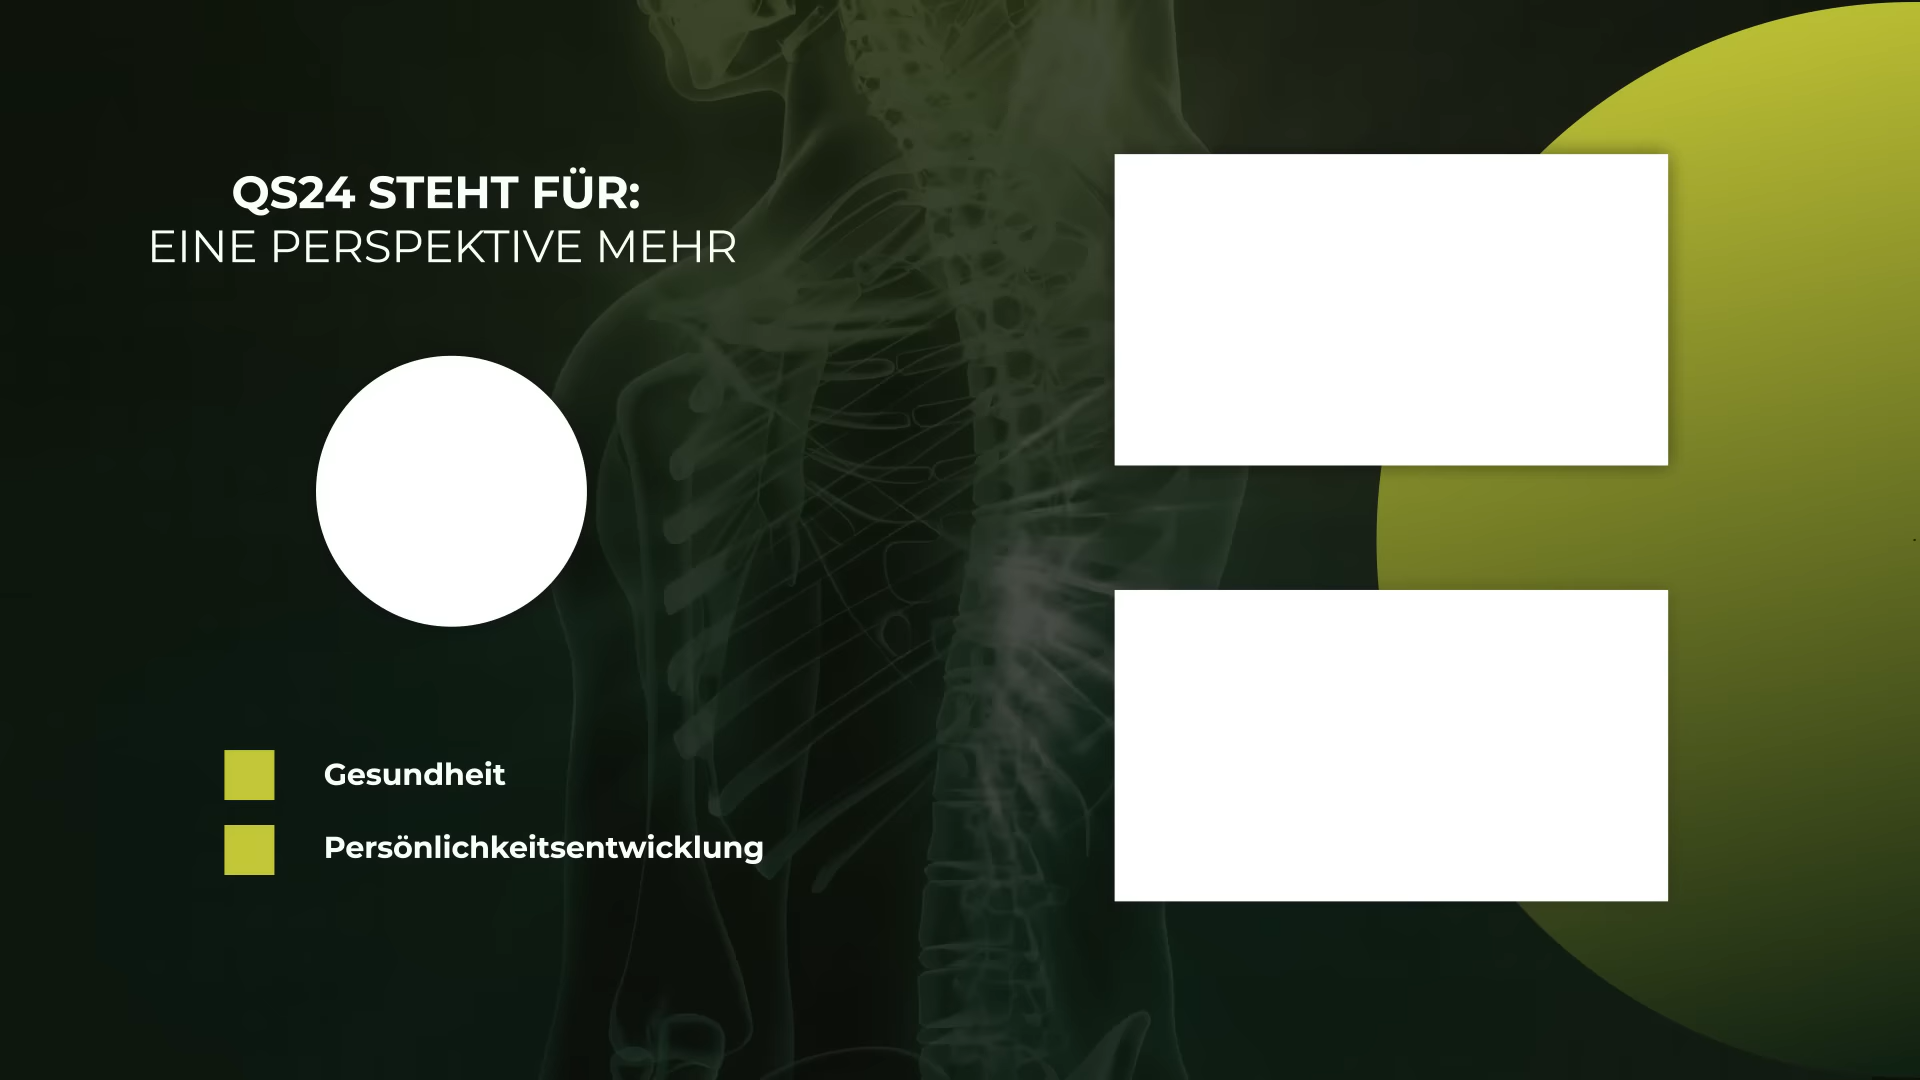 QS24 STEHT FÜR:
EINE PERSPEKTIVE MEHR
Gesundheit
Persönlichkeitsentwicklung